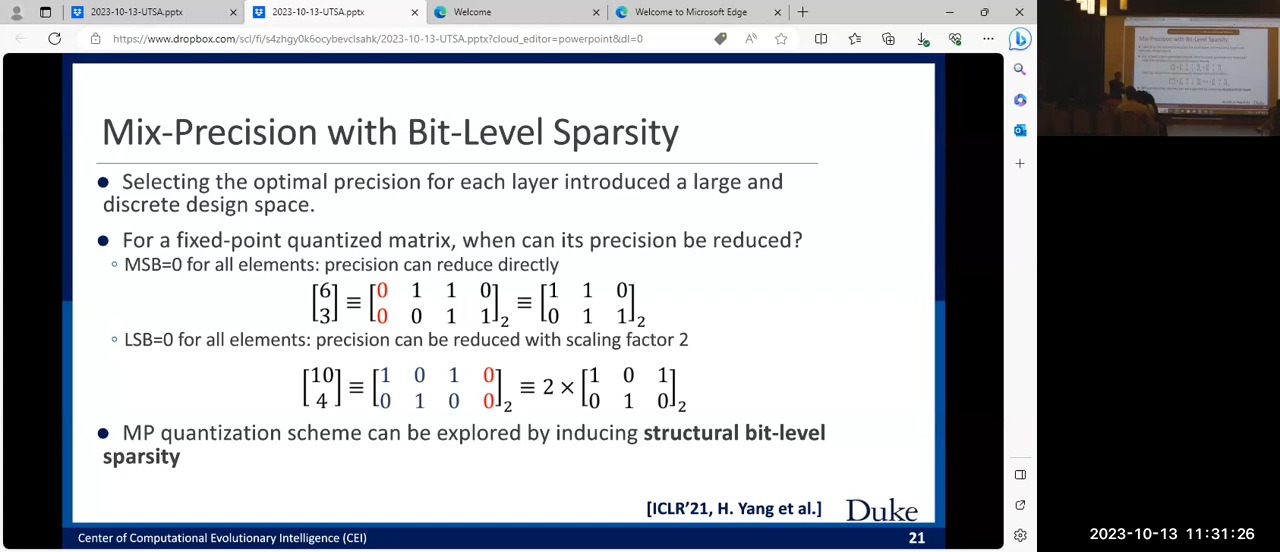 2023-10-13-UTSA.pptx
2023-10-13-UTSA.pptx
Welcome
Welcome to Microsoft Edge
https://www.dropbox.com/scl/fi/s4zhgy0k6ocybevclsahk/2023-10-13-UTSA.pptx?cloud_editor=powerpoint&dl=0
Mix-Precision with Bit-Level Sparsity
Selecting the optimal precision for each layer introduced a large and
discrete design space.
For a fixed-point quantized matrix, when can its precision be reduced?
MSB=0 for all elements: precision can reduce directly
[6 3] ≡ [0 1 1 0 0 0 1 1]₂ ≡ [1 1 0 0 1 1]₂
LSB=0 for all elements: precision can be reduced with scaling factor 2
[10 4] ≡ [1 0 1 0 0 1 0 0]₂ ≡ 2 × [1 0 1 0 1 0]₂
MP quantization scheme can be explored by inducing structural bit-level
sparsity
[ICLR'21, H. Yang et al.]
Duke
Center of Computational Evolutionary Intelligence (CEI)
21
Mix-Precision with Bit-Level Sparsity
2023-10-13 11:31:26